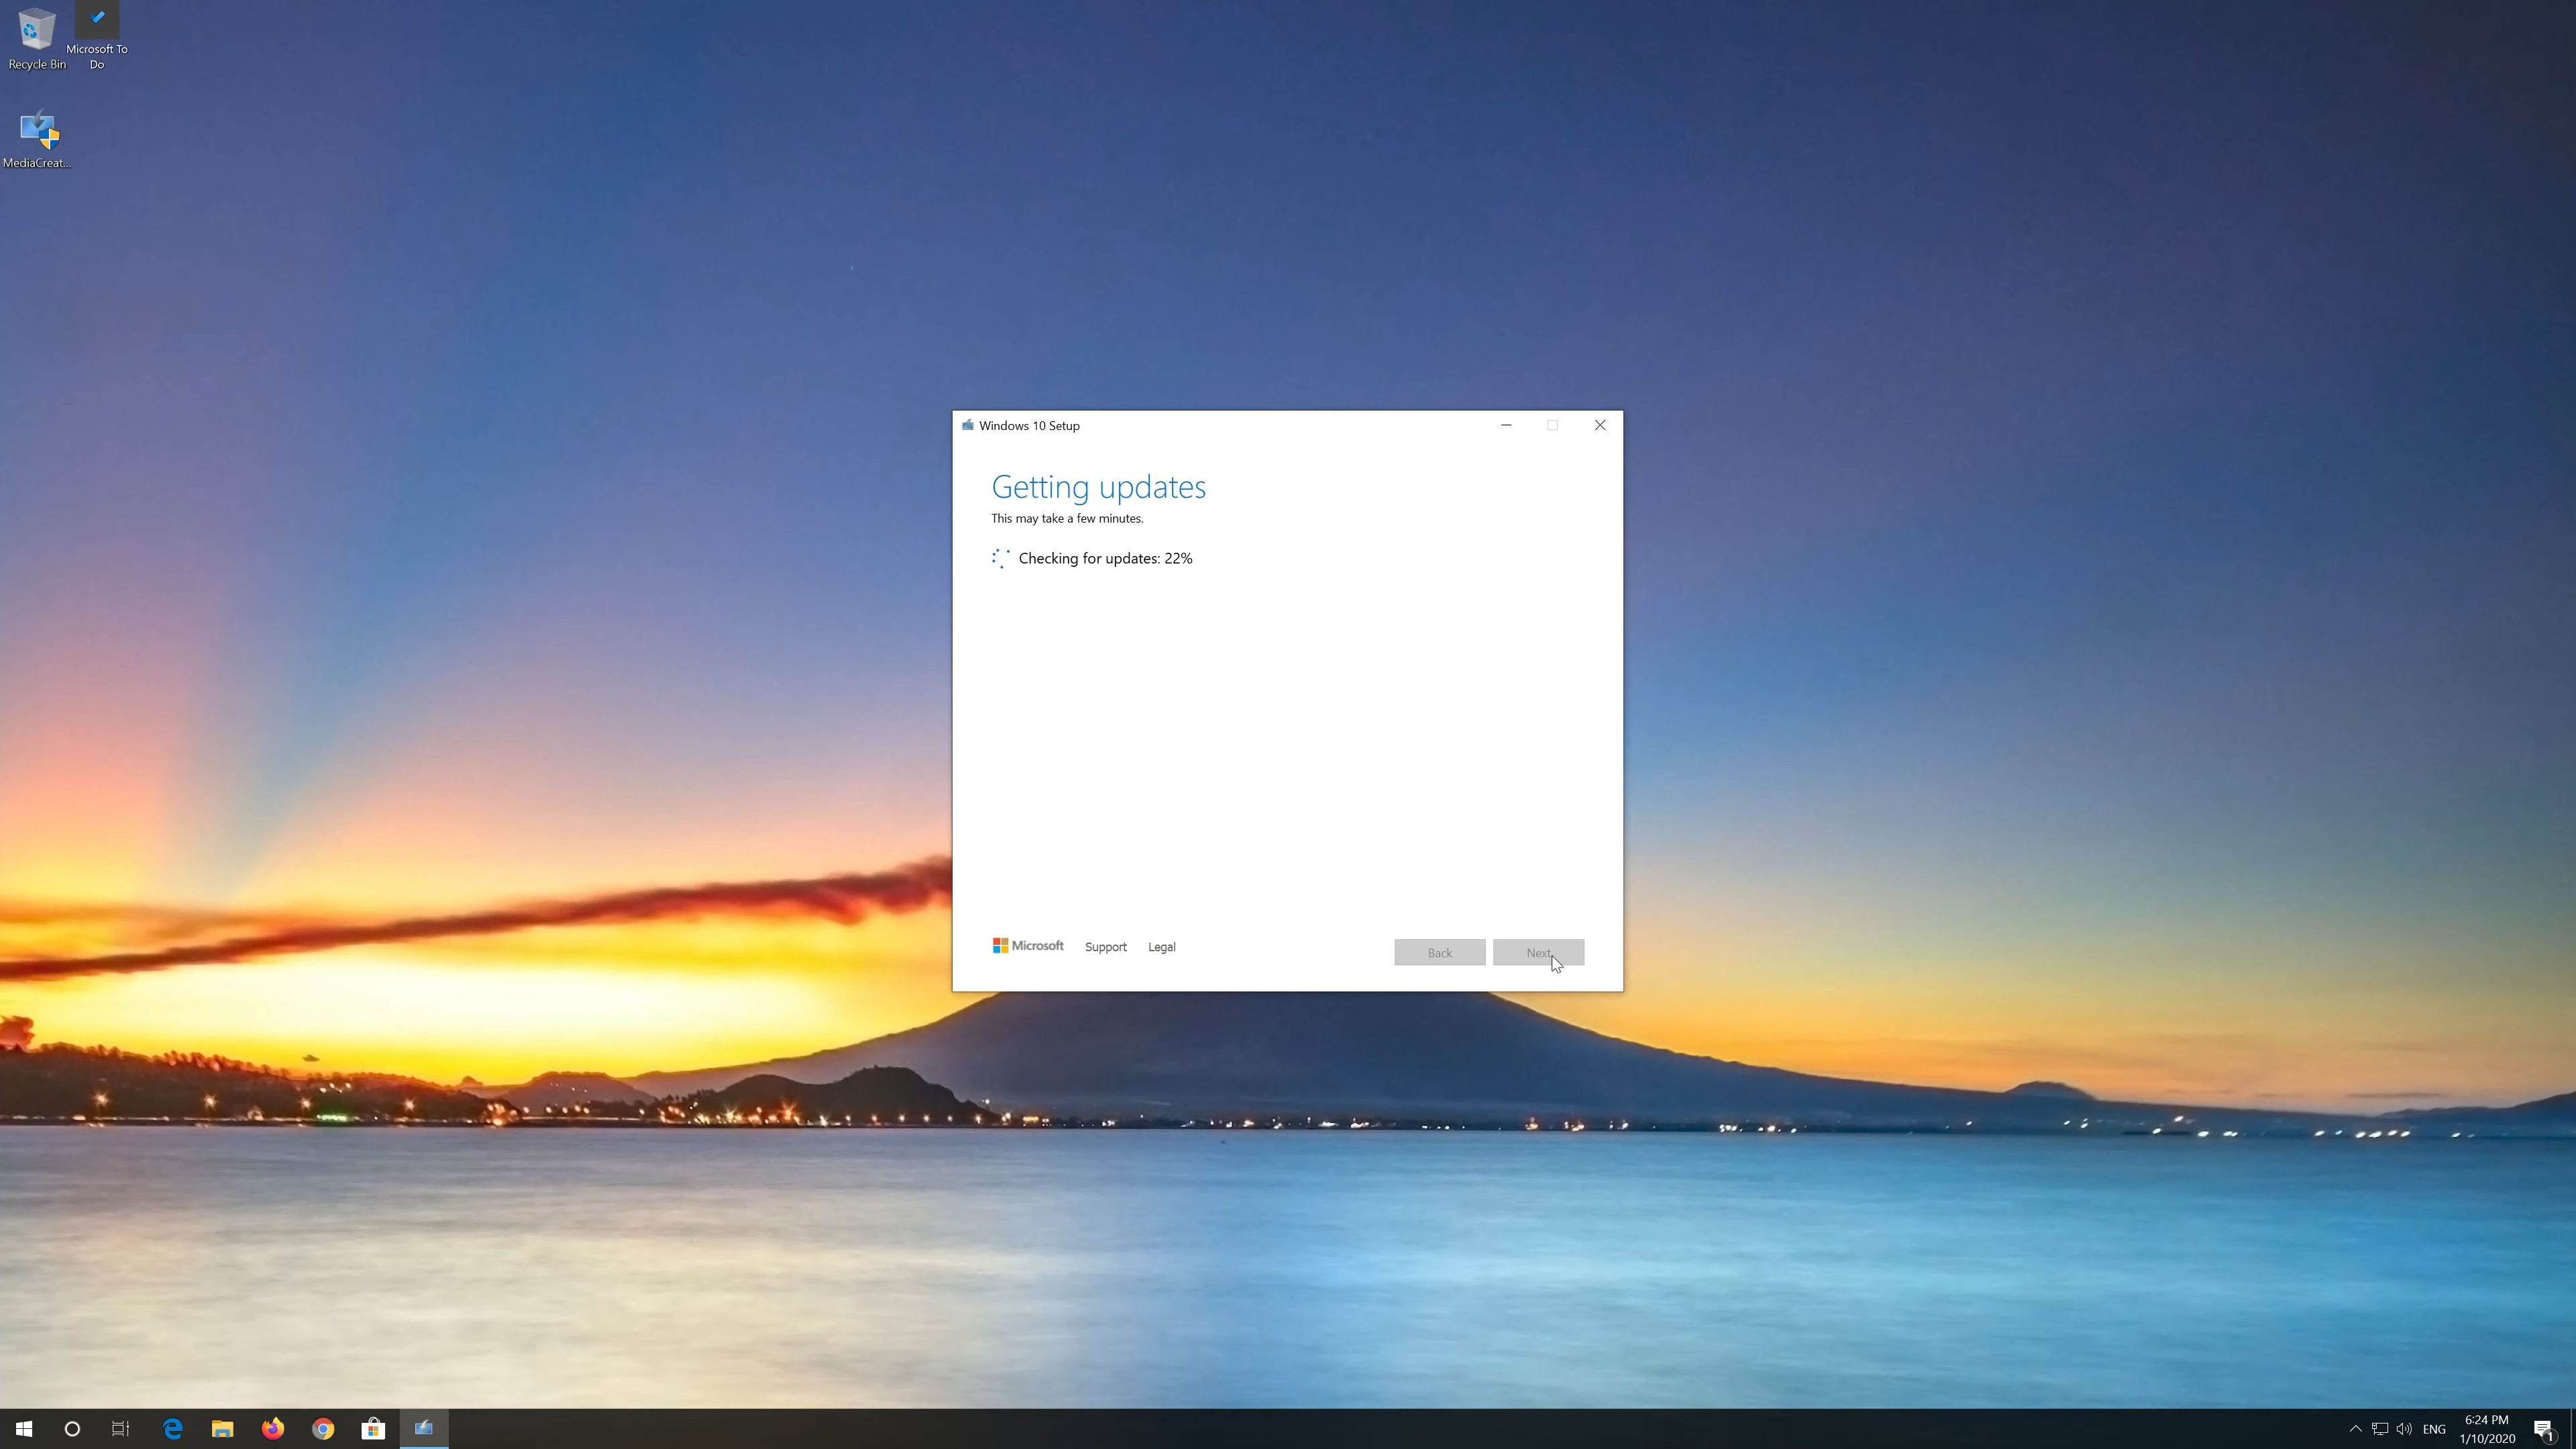 Recycle Bin
Microsoft To
Do
MediaCreat...
Windows 10 Setup
Getting updates
This may take a few minutes.
Checking for updates: 22%
Microsoft
Support
Legal
Back
Next
ENG
6:24 PM
1/10/2020
1